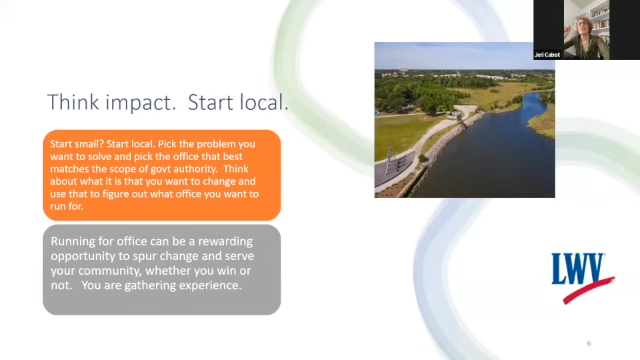 Jeri Cabot
Think impact.  Start local.
Start small? Start local. Pick the problem you
want to solve and pick the office that best
matches the scope of govt authority.  Think
about what it is that you want to change and
use that to figure out what office you want to
run for.
Running for office can be a rewarding
opportunity to spur change and serve
your community, whether you win or
not.   You are gathering experience.
LWV
6